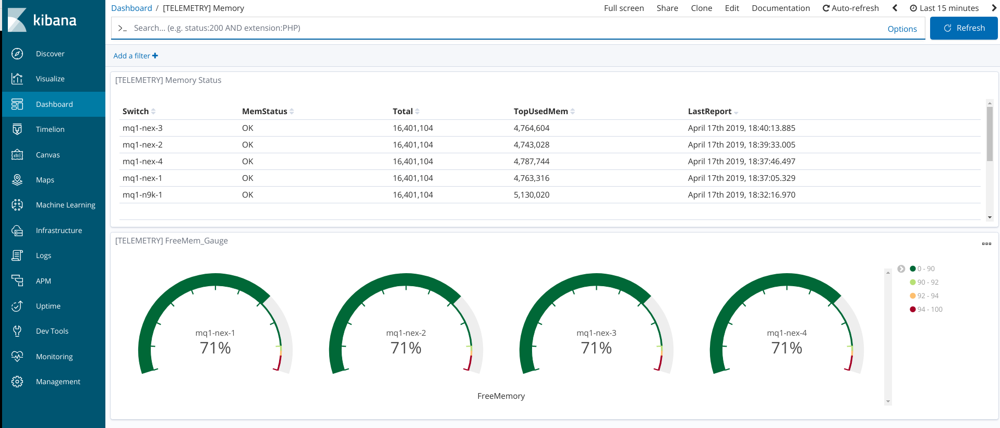 kibana
Discover
Visualize
Dashboard
Timelion
Canvas
Maps
Machine Learning
Infrastructure
Logs
APM
Uptime
Dev Tools
Monitoring
Management
Dashboard / [TELEMETRY] Memory
Full screen Share Clone Edit Documentation Auto-refresh Last 15 minutes
>_ Search... (e.g. status:200 AND extension:PHP) Options Refresh
Add a filter +
[TELEMETRY] Memory Status
Switch MemStatus Total TopUsedMem LastReport
mq1-nex-3 OK 16,401,104 4,764,604 April 17th 2019, 18:40:13.885
mq1-nex-2 OK 16,401,104 4,743,028 April 17th 2019, 18:39:33.005
mq1-nex-4 OK 16,401,104 4,787,744 April 17th 2019, 18:37:46.497
mq1-nex-1 OK 16,401,104 4,763,316 April 17th 2019, 18:37:05.329
mq1-n9k-1 OK 16,401,104 5,130,020 April 17th 2019, 18:32:16.970
[TELEMETRY] FreeMem_Gauge
mq1-nex-1 mq1-nex-2 mq1-nex-3 mq1-nex-4
71% 71% 71% 71%
FreeMemory
0 - 90
90 - 92
92 - 94
94 - 100